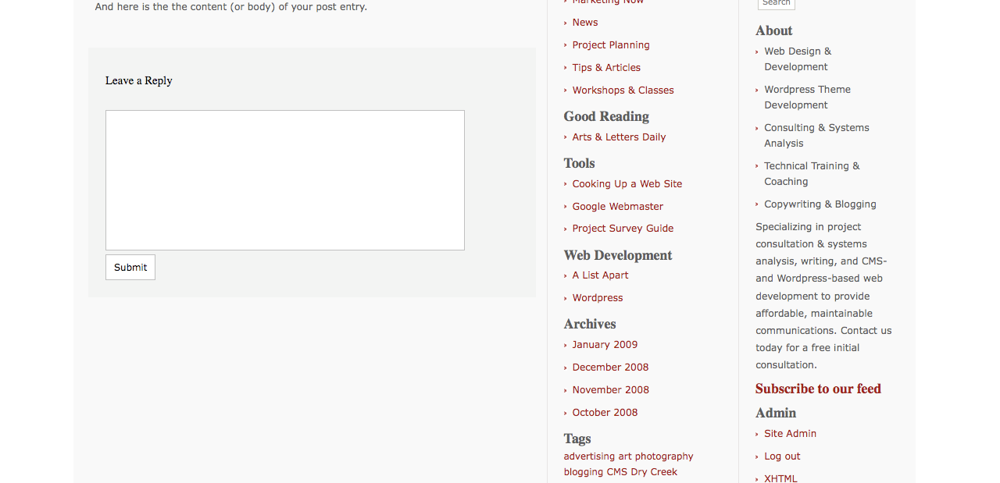 And here is the the content (or body) of your post entry.
Leave a Reply
Submit
Marketing Now
News
Project Planning
Tips & Articles
Workshops & Classes
Good Reading
Arts & Letters Daily
Tools
Cooking Up a Web Site
Google Webmaster
Project Survey Guide
Web Development
A List Apart
Wordpress
Archives
January 2009
December 2008
November 2008
October 2008
Tags
advertising art photography
blogging CMS Dry Creek
Search
About
Web Design &
Development
Wordpress Theme
Development
Consulting & Systems
Analysis
Technical Training &
Coaching
Copywriting & Blogging
Specializing in project
consultation & systems
analysis, writing, and CMS-
and Wordpress-based web
development to provide
affordable, maintainable
communications. Contact us
today for a free initial
consultation.
Subscribe to our feed
Admin
Site Admin
Log out
XHTML